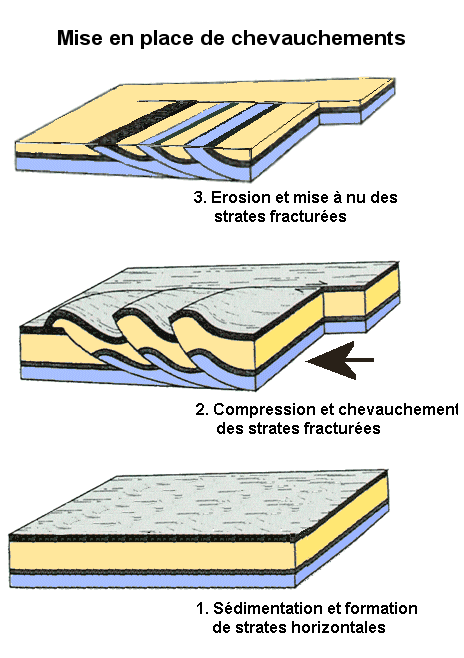 Mise en place de chevauchements
3. Erosion et mise à nu des
strates fracturées
2. Compression et chevauchement
des strates fracturées
1. Sédimentation et formation
de strates horizontales